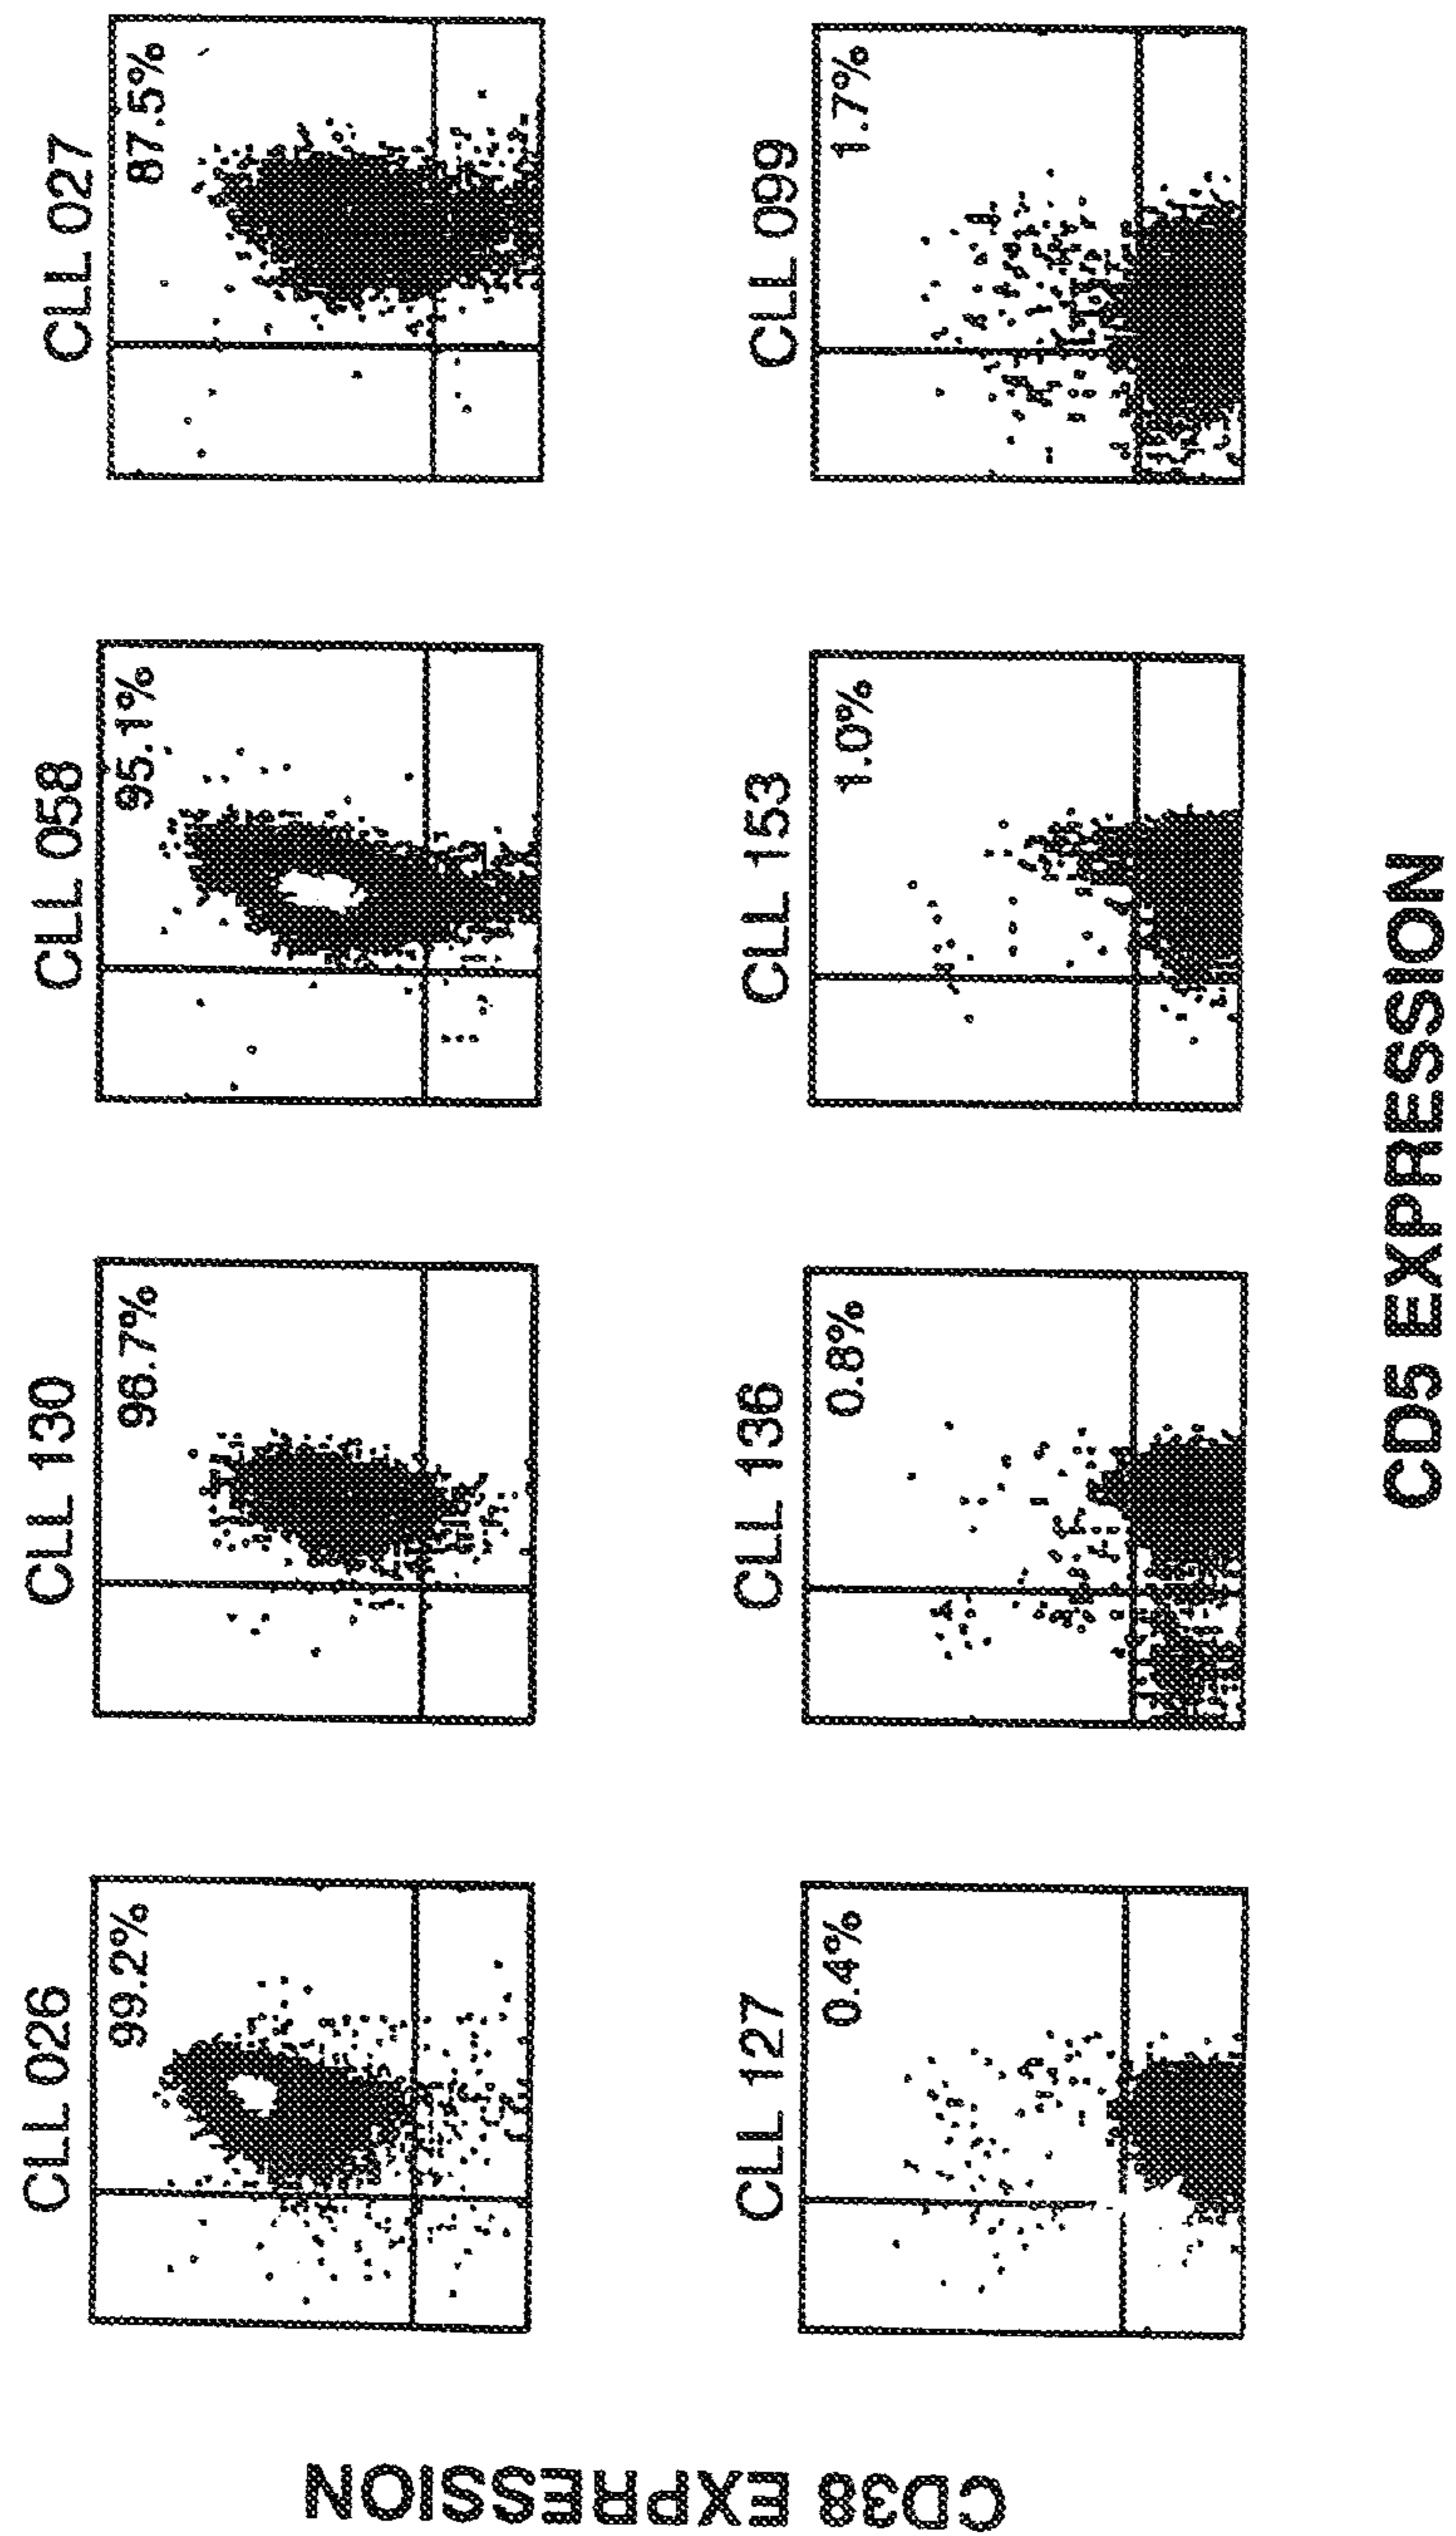 CLL 026
CLL 130
CLL 058
CLL 027
99.2%
98.7%
95.1%
87.5%
CLL 127
CLL 136
CLL 153
CLL 099
0.4%
0.8%
1.0%
1.7%
CD38 EXPRESSION
CD5 EXPRESSION